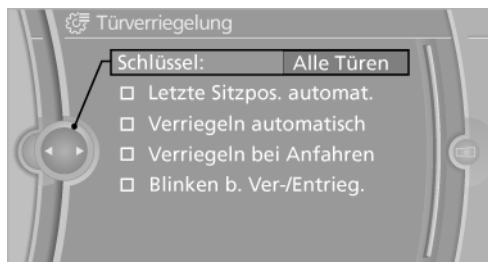 Türverriegelung
Schlüssel: Alle Türen
Letzte Sitzpos. automat.
Verriegeln automatisch
Verriegeln bei Anfahren
Blinken b. Ver-/Entrieg.